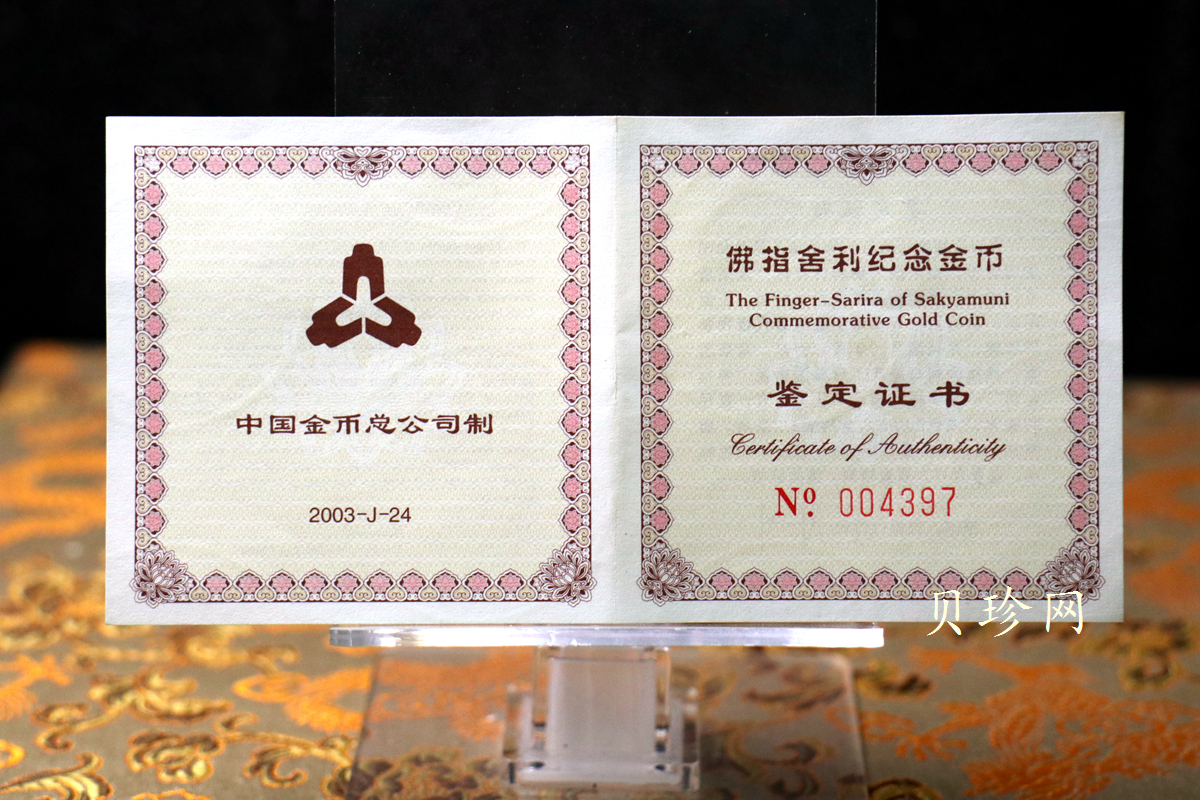 中国金币总公司制
2003-J-24
佛指舍利纪念金币
The Finger-Sarira of Sakyamuni
Commemorative Gold Coin
鉴定证书
Certificate of Authenticity
Nº 004397
贝珍网